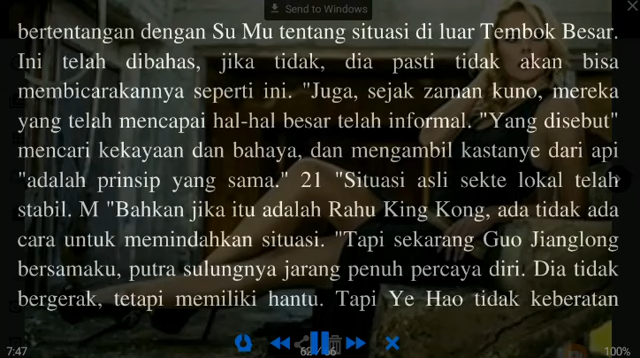 Send to Windows
bertentangan dengan Su Mu tentang situasi di luar Tembok Besar.
Ini telah dibahas, jika tidak, dia pasti tidak akan bisa
membicarakannya seperti ini. "Juga, sejak zaman kuno, mereka
yang telah mencapai hal-hal besar telah informal. "Yang disebut"
mencari kekayaan dan bahaya, dan mengambil kastanye dari api
"adalah prinsip yang sama." 21 "Situasi asli sekte lokal telah
stabil. M "Bahkan jika itu adalah Rahu King Kong, ada tidak ada
cara untuk memindahkan situasi. "Tapi sekarang Guo Jianglong
bersamaku, putra sulungnya jarang penuh percaya diri. Dia tidak
bergerak, tetapi memiliki hantu. Tapi Ye Hao tidak keberatan
7:47
100%